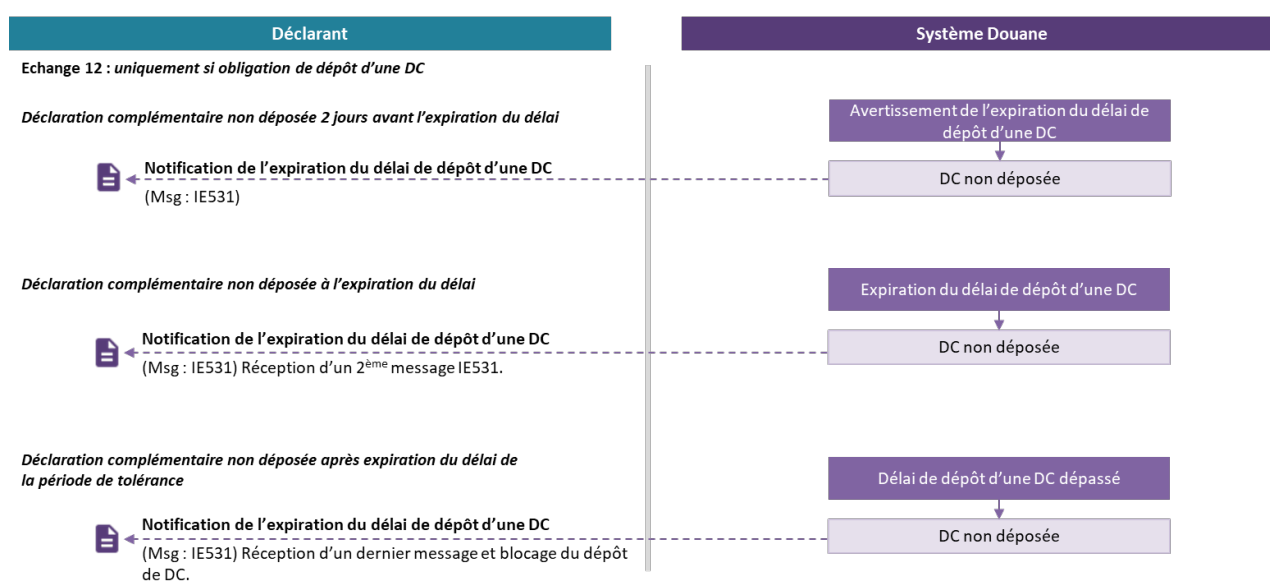 Déclarant
Système Douane
Echange 12 : uniquement si obligation de dépôt d’une DC
Déclaration complémentaire non déposée 2 jours avant l’expiration du délai
Avertissement de l’expiration du délai de
dépôt d’une DC
Notification de l’expiration du délai de dépôt d’une DC
(Msg : IE531)
DC non déposée
Déclaration complémentaire non déposée à l’expiration du délai
Expiration du délai de dépôt d’une DC
Notification de l’expiration du délai de dépôt d’une DC
(Msg : IE531) Réception d’un 2ème message IE531.
DC non déposée
Déclaration complémentaire non déposée après expiration du délai de
la période de tolérance
Délai de dépôt d’une DC dépassé
Notification de l’expiration du délai de dépôt d’une DC
(Msg : IE531) Réception d’un dernier message et blocage du dépôt
de DC.
DC non déposée